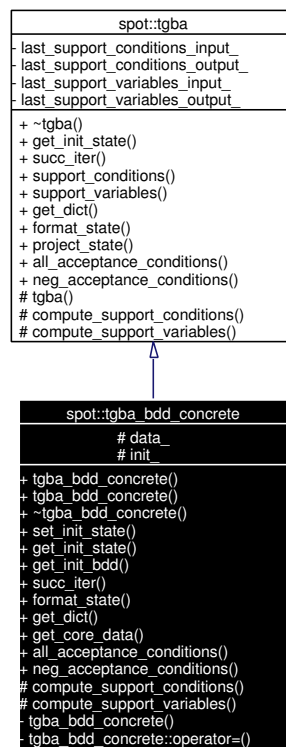 spot::tgba
- last_support_conditions_input_
- last_support_conditions_output_
- last_support_variables_input_
- last_support_variables_output_
+ ~tgba()
+ get_init_state()
+ succ_iter()
+ support_conditions()
+ support_variables()
+ get_dict()
+ format_state()
+ project_state()
+ all_acceptance_conditions()
+ neg_acceptance_conditions()
# tgba()
# compute_support_conditions()
# compute_support_variables()
spot::tgba_bdd_concrete
# data_
# init_
+ tgba_bdd_concrete()
+ tgba_bdd_concrete()
+ ~tgba_bdd_concrete()
+ set_init_state()
+ get_init_state()
+ get_init_bdd()
+ succ_iter()
+ format_state()
+ get_dict()
+ get_core_data()
+ all_acceptance_conditions()
+ neg_acceptance_conditions()
# compute_support_conditions()
# compute_support_variables()
- tgba_bdd_concrete()
- tgba_bdd_concrete::operator=()